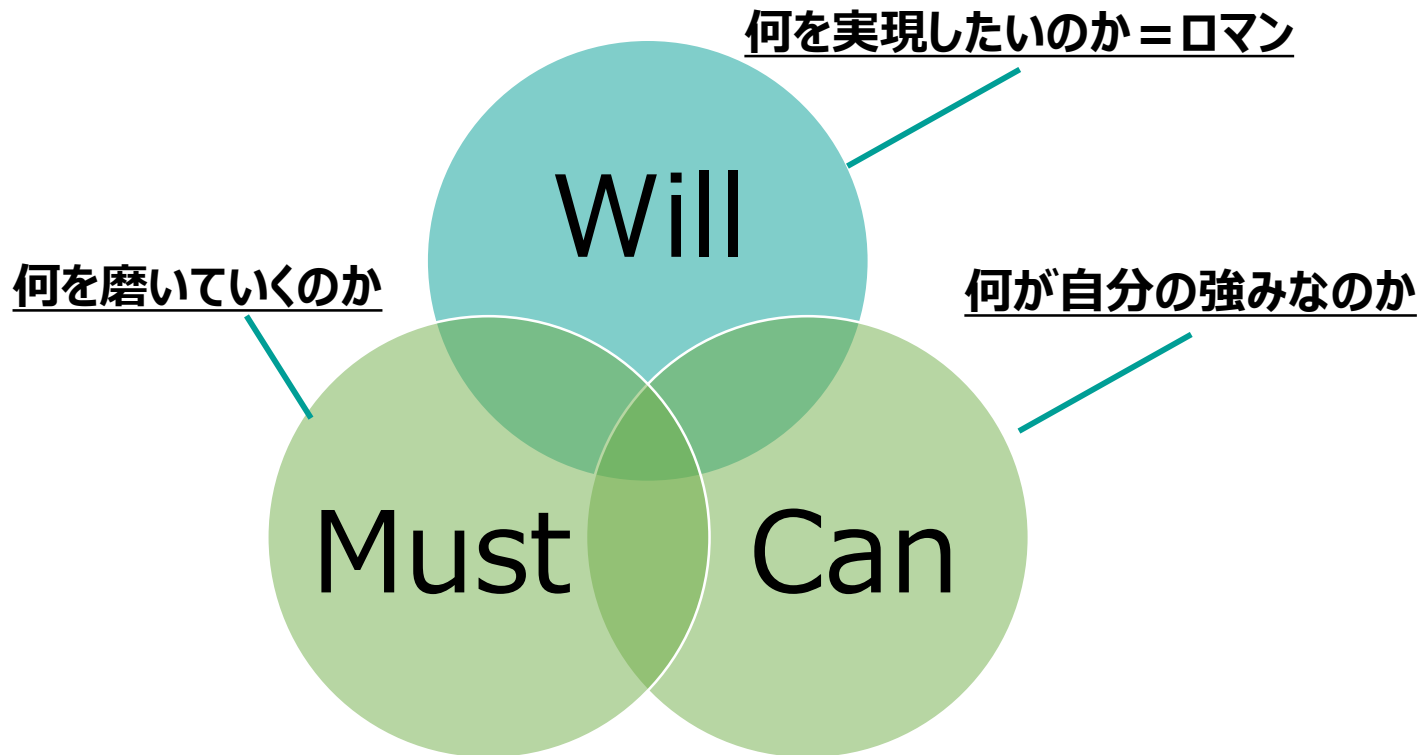 何を実現したいのか＝ロマン
Will
何を磨いていくのか
何が自分の強みなのか
Must
Can